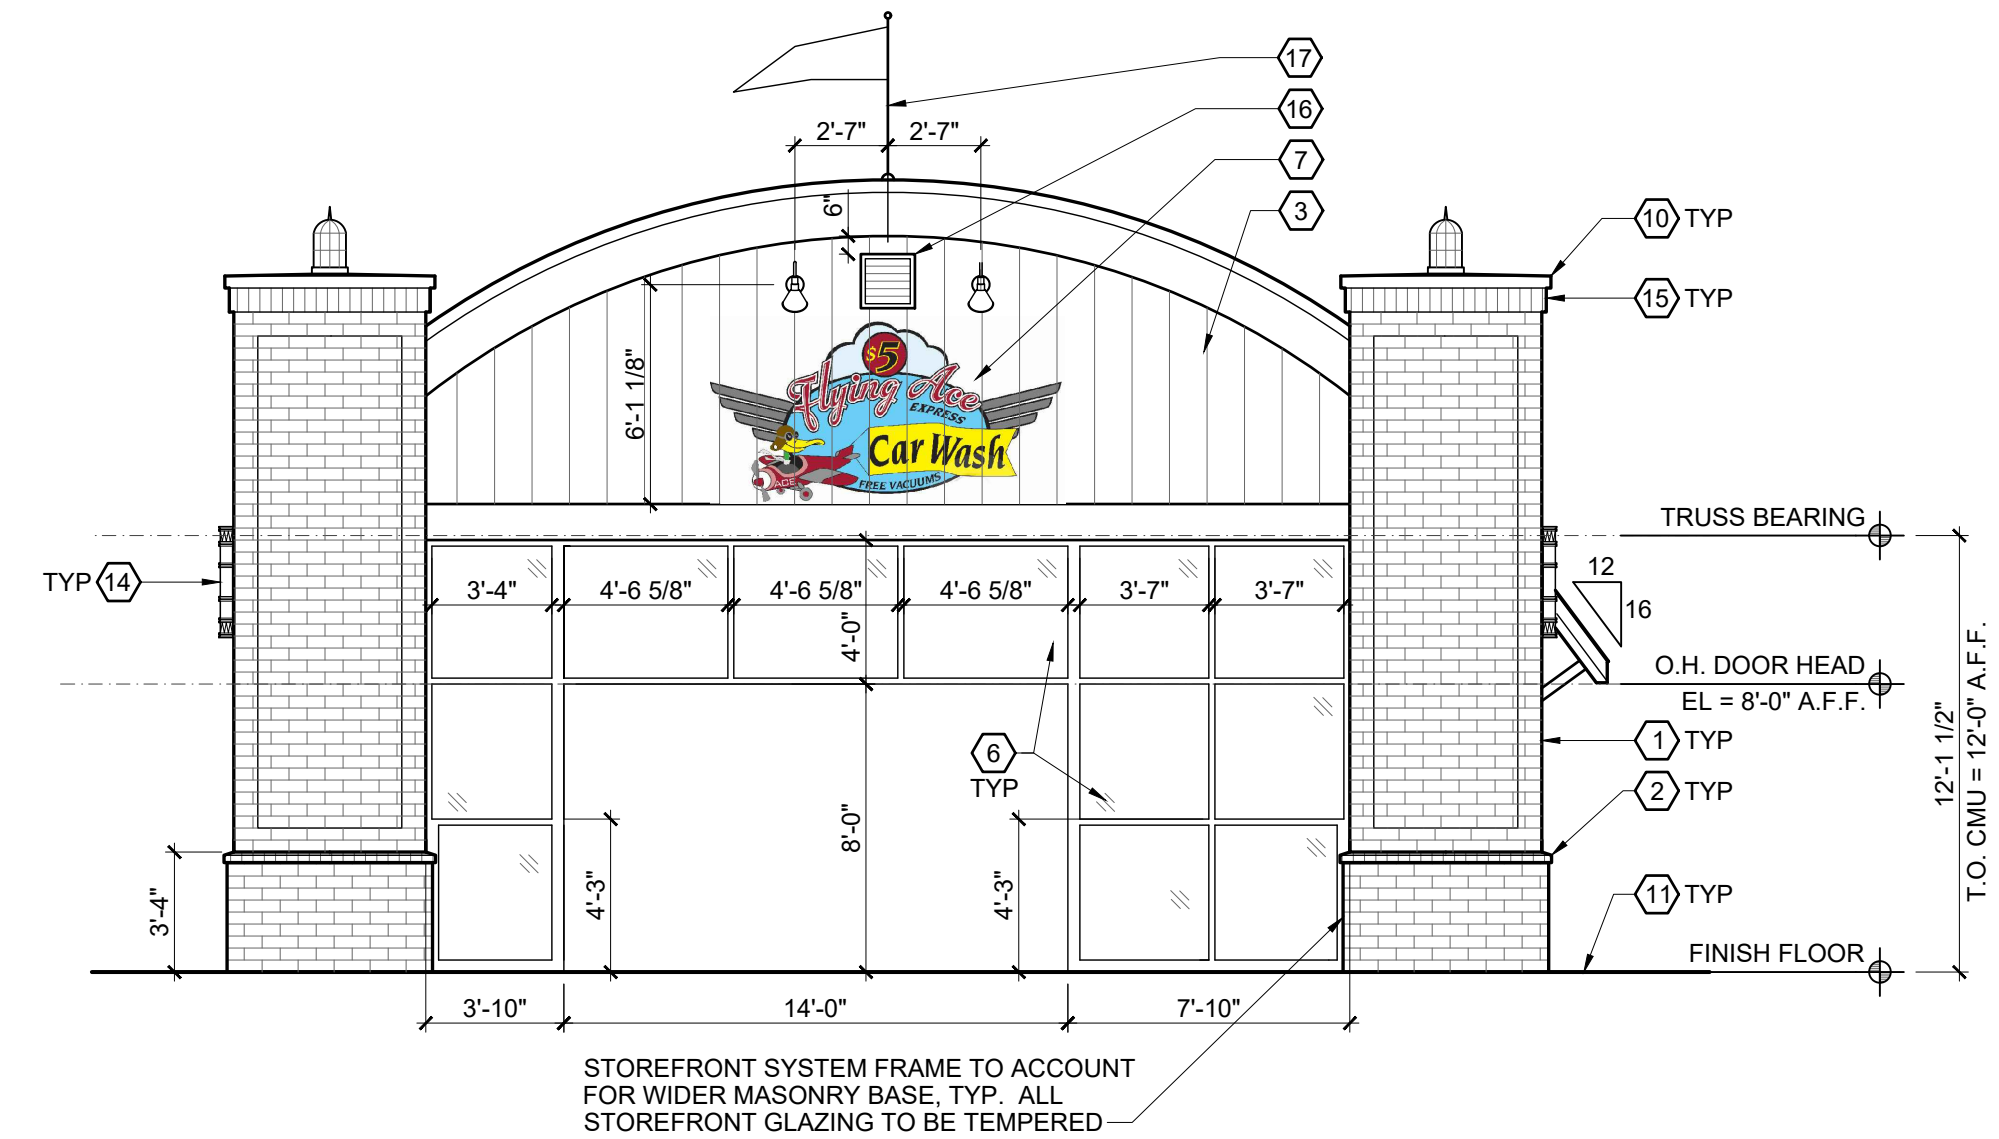 17
16
2'-7" 2'-7"
7
3
6"
10 TYP
15 TYP
6'-1 1/8"
$5
Flying Ace
EXPRESS
Car Wash
ACE
FREE VACUUMS
TRUSS BEARING
TYP 14
3'-4" 4'-6 5/8" 4'-6 5/8" 4'-6 5/8" 3'-7" 3'-7"
12
16
4'-0"
O.H. DOOR HEAD
EL = 8'-0" A.F.F.
1 TYP
6
TYP
2 TYP
12'-1 1/2"
T.O. CMU = 12'-0" A.F.F.
8'-0"
3'-4"
4'-3"
4'-3"
11 TYP
FINISH FLOOR
3'-10" 14'-0" 7'-10"
STOREFRONT SYSTEM FRAME TO ACCOUNT
FOR WIDER MASONRY BASE, TYP. ALL
STOREFRONT GLAZING TO BE TEMPERED